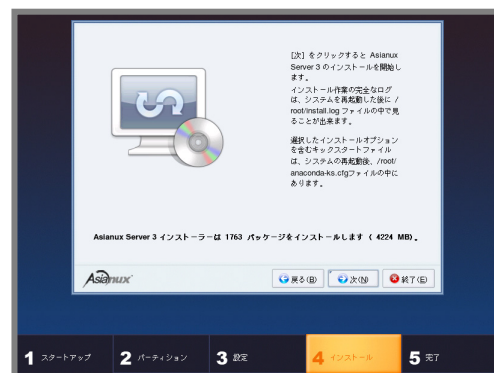 [次] をクリックすると Asianux
Server 3 のインストールを開始し
ます。
インストール作業の完全なログ
は、システムを再起動した後に /
root/install.log ファイルの中で見
ることが出来ます。
選択したインストールオプション
を含むキックスタートファイル
は、システムの再起動後、/root/
anaconda-ks.cfgファイルの中に
あります。
Asianux Server 3 インストーラーは 1763 パッケージをインストールします ( 4224 MB)。
Asianux
戻る(B)
次(N)
終了(E)
1 スタートアップ
2 パーティション
3 設定
4 インストール
5 完了